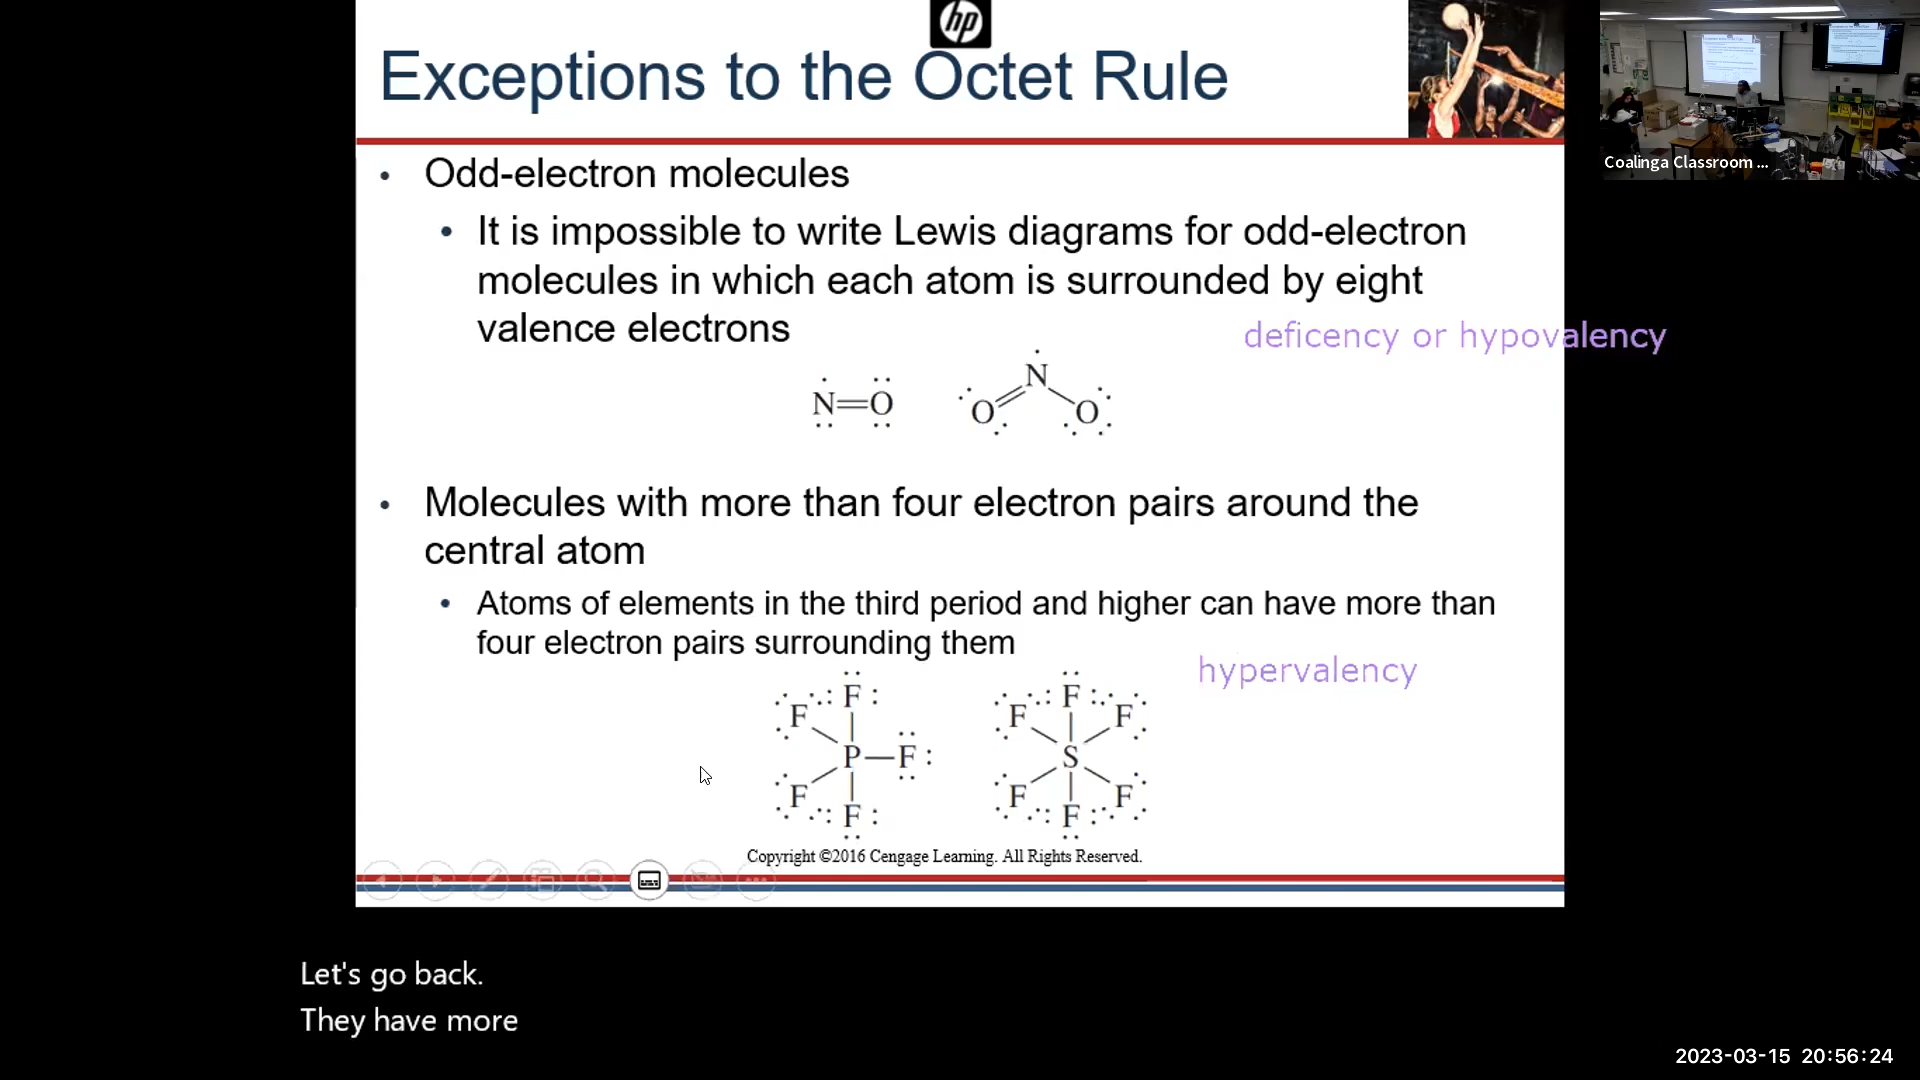 hp
Exceptions to the Octet Rule
Coalinga Classroom ...
• Odd-electron molecules
• It is impossible to write Lewis diagrams for odd-electron
molecules in which each atom is surrounded by eight
valence electrons
deficency or hypovalency
N=O
N
O O
• Molecules with more than four electron pairs around the
central atom
• Atoms of elements in the third period and higher can have more than
four electron pairs surrounding them
hypervalency
F F F F F
F F
P—F S
F F F F
F F
Copyright ©2016 Cengage Learning. All Rights Reserved.
Let's go back.
They have more
2023-03-15 20:56:24